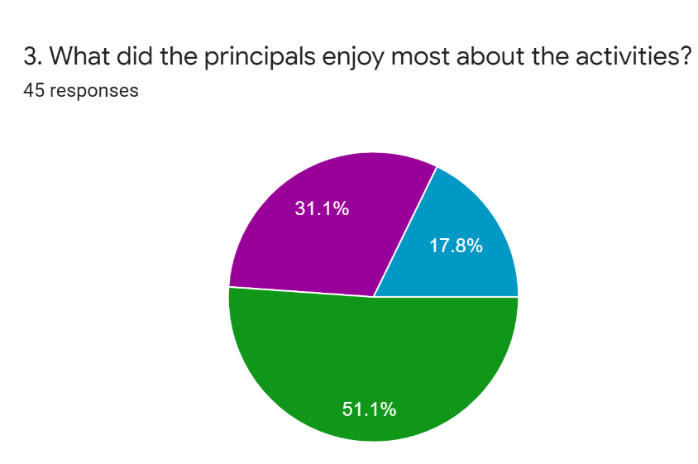 3. What did the principals enjoy most about the activities?
45 responses
31.1%
17.8%
51.1%